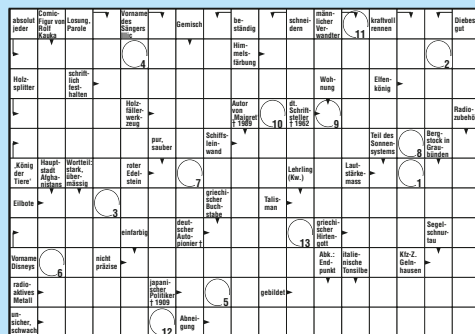 absolut
jeder
Comic-
Figur von
Rolf
Kauka
Losung,
Parole
Vorname
des
Sängers
Illic
Gemisch
be-
ständig
schnei-
dern
männ-
licher
Ver-
wandter
11
kraftvoll
rennen
Diebes
gut
4
Him-
mels-
färbung
2
Holz-
splitter
schrift-
lich
fest-
halten
Woh-
nung
Elfen-
könig
Holz-
fäller-
werk-
zeug
Autor
von
„Maigret"
† 1989
10
dt.
Schrift-
steller
† 1962
9
Radio-
zubehö
pur,
sauber
Schiffs-
lein-
wand
Teil des
Sonnen-
systems
8
Berg-
stock in
Grau-
bünden
„König
der
Tiere"
Haupt-
stadt
Afgha-
nistans
Wortteil:
stark,
über-
mässig
roter
Edel-
stein
7
Lehrling
(Kw.)
Laut-
stärke-
mass
1
Eilbote
3
griechi-
scher
Buch-
stabe
Talis-
man
einfarbig
deut-
scher
Auto-
pionier †
13
griechi-
scher
Hirten-
gott
Segel-
schnur-
tau
Vorname
Disneys
6
nicht
präzise
Abk.:
End-
punkt
italie-
nische
Tonsilbe
Kfz-Z.
Geln-
hausen
radio-
aktives
Metall
japani-
scher
Politiker
† 1909
5
gebildet
un-
sicher,
schwach
12
Abnei-
gung